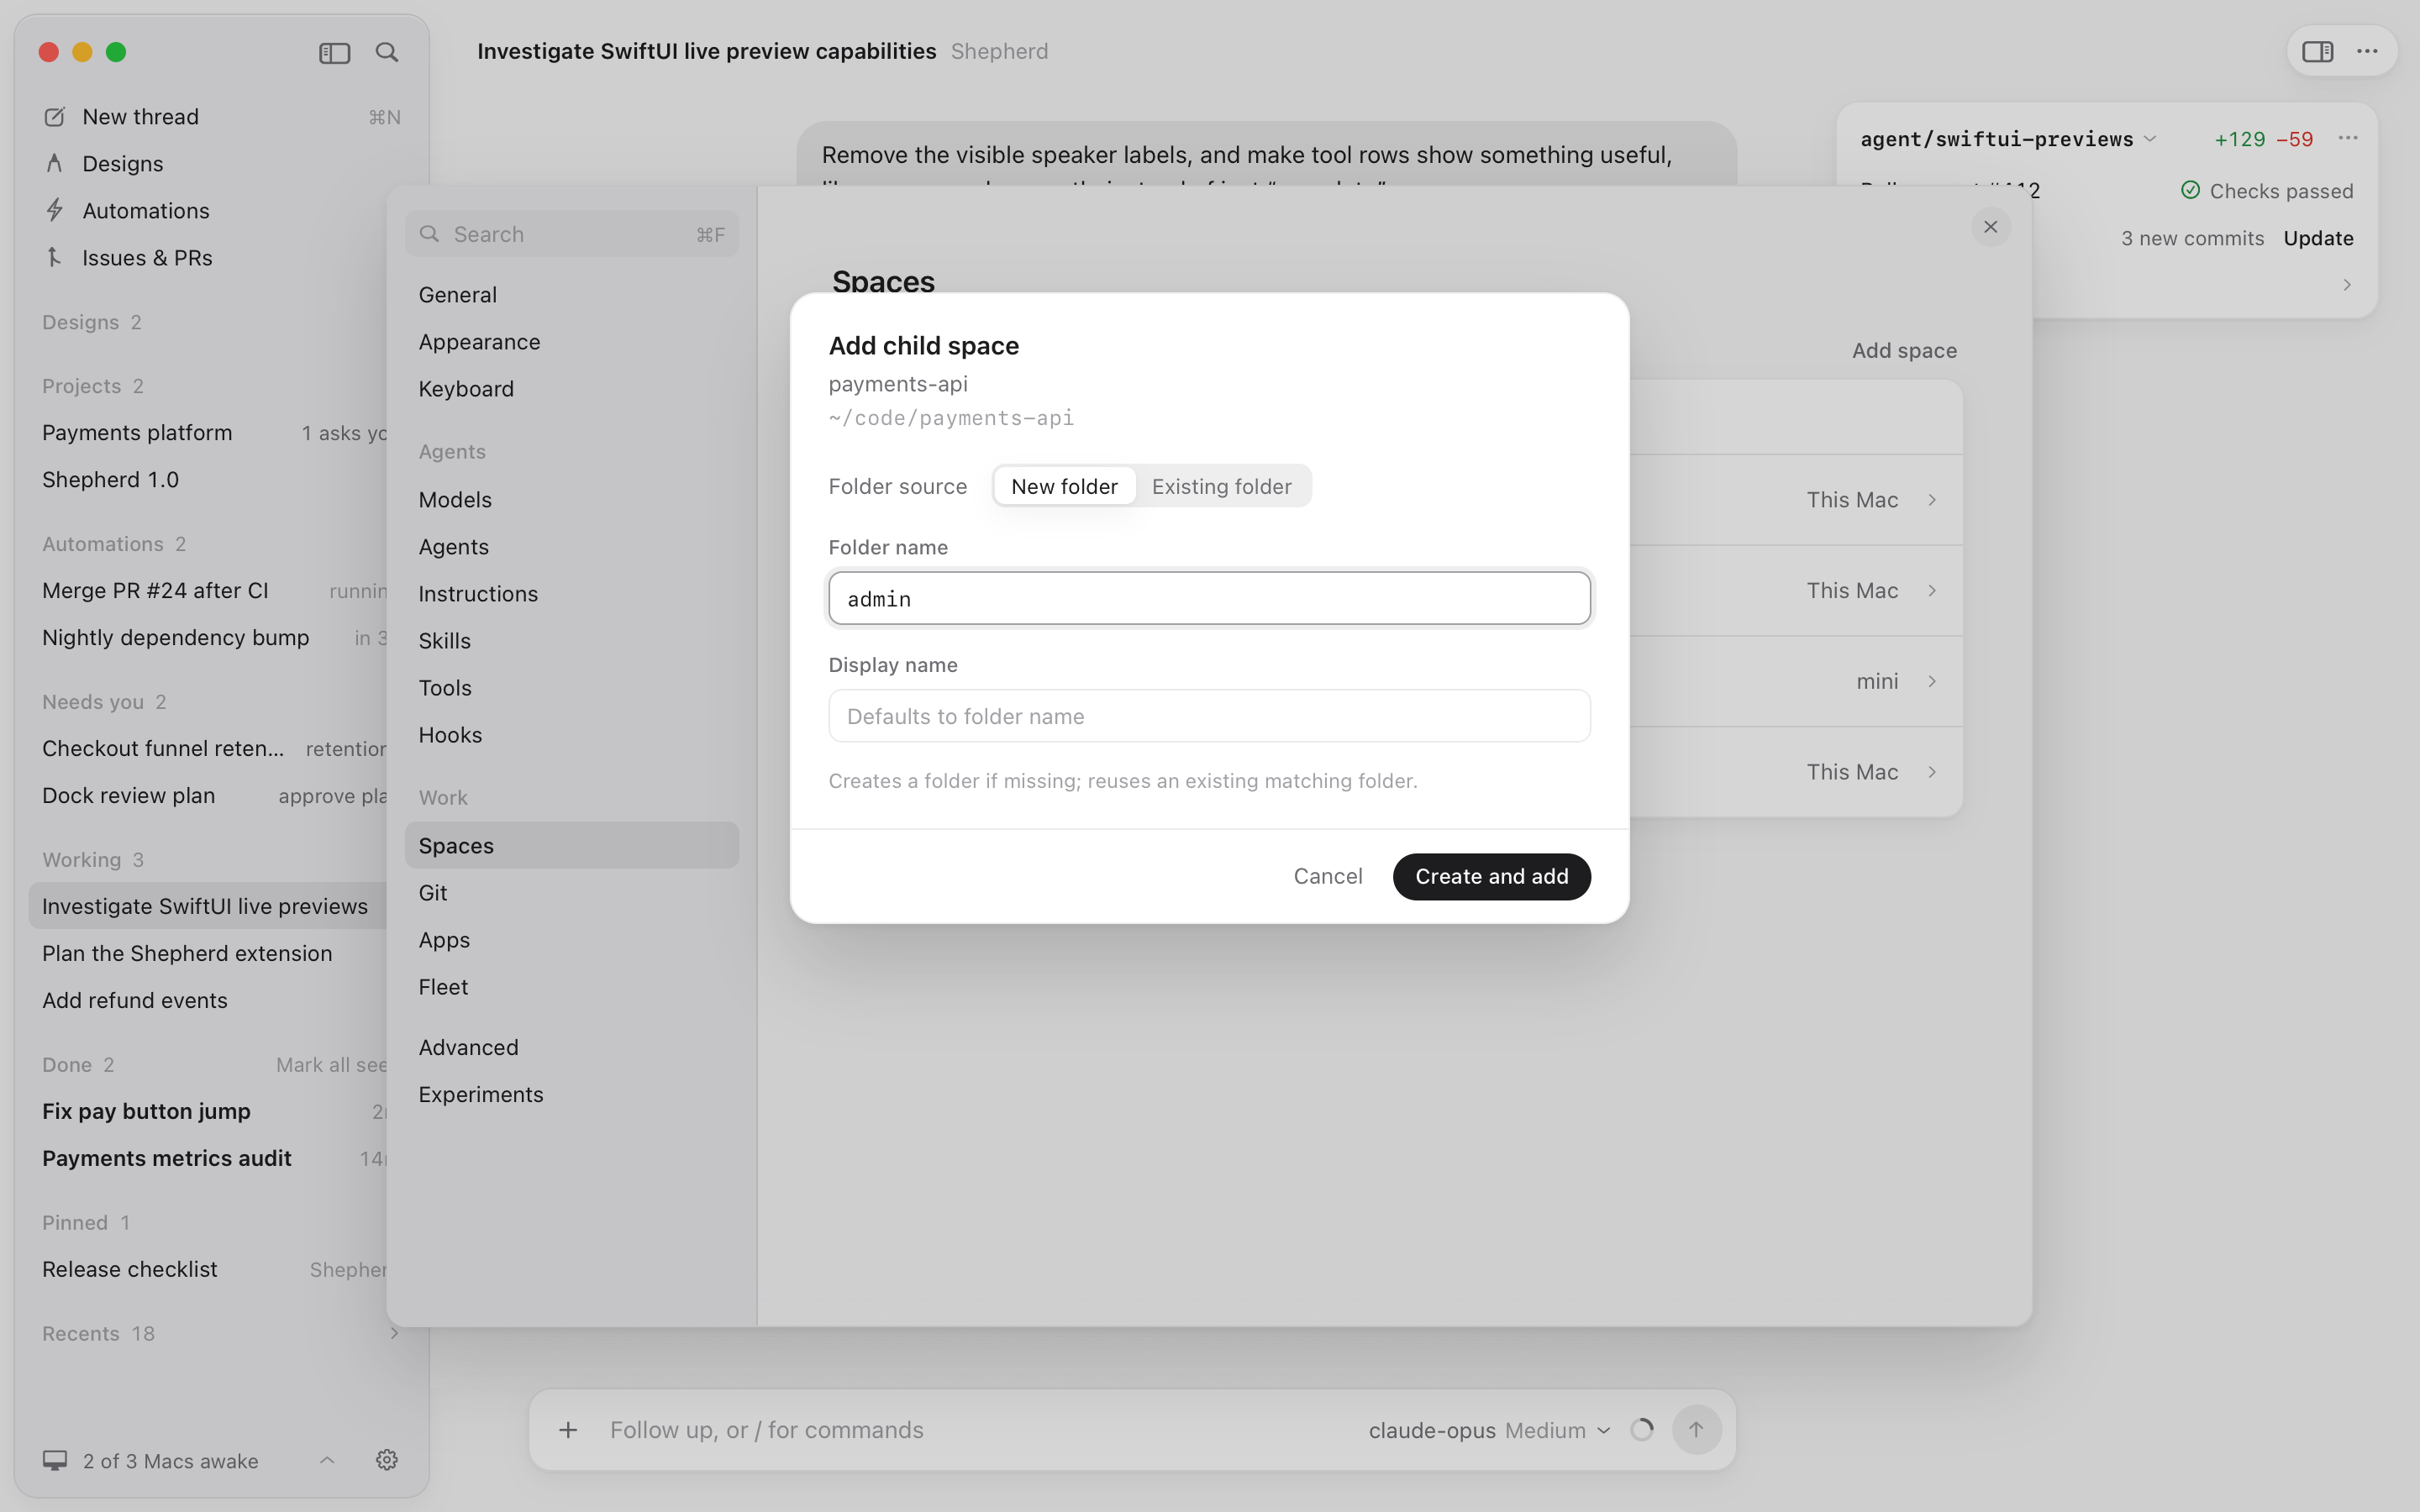 New thread ⌘N
Designs
Automations
Issues & PRs
Designs 2
Projects 2
Payments platform 1 asks
Shepherd 1.0
Automations 2
Merge PR #24 after CI
Nightly dependency bump in 3
Needs you 2
Checkout funnel reten...
Dock review plan approve
Working 3
Investigate SwiftUI live previews
Plan the Shepherd extension
Add refund events
Done 2 Mark all
Fix pay button jump
Payments metrics audit
Pinned 1
Release checklist
Recents 18
2 of 3 Macs awake
Investigate SwiftUI live preview capabilities Shepherd
Remove the visible speaker labels, and make tool rows show something useful,
agent/swiftui-previews +129 −59
Checks passed
3 new commits Update
Search ⌘F
General
Appearance
Keyboard
Agents
Models
Agents
Instructions
Skills
Tools
Hooks
Work
Spaces
Git
Apps
Fleet
Advanced
Experiments
Spaces
Add space
This Mac
This Mac
mini
This Mac
Add child space
payments-api
~/code/payments-api
Folder source New folder Existing folder
Folder name
admin
Display name
Defaults to folder name
Creates a folder if missing; reuses an existing matching folder.
Cancel Create and add
Follow up, or / for commands claude-opus Medium